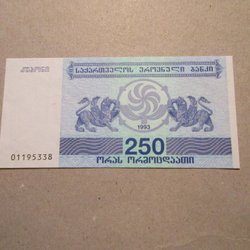 საქართველოს ეროვნული ბანკი
კუპონი
1993
01195338
250
ორას ორმოცდაათი